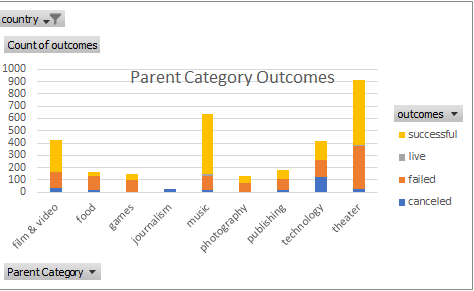 country
Count of outcomes
Parent Category Outcomes
1000
900
800
700
600
500
400
300
200
100
0
film & video
food
games
journalism
music
photography
publishing
technology
theater
outcomes
successful
live
failed
canceled
Parent Category